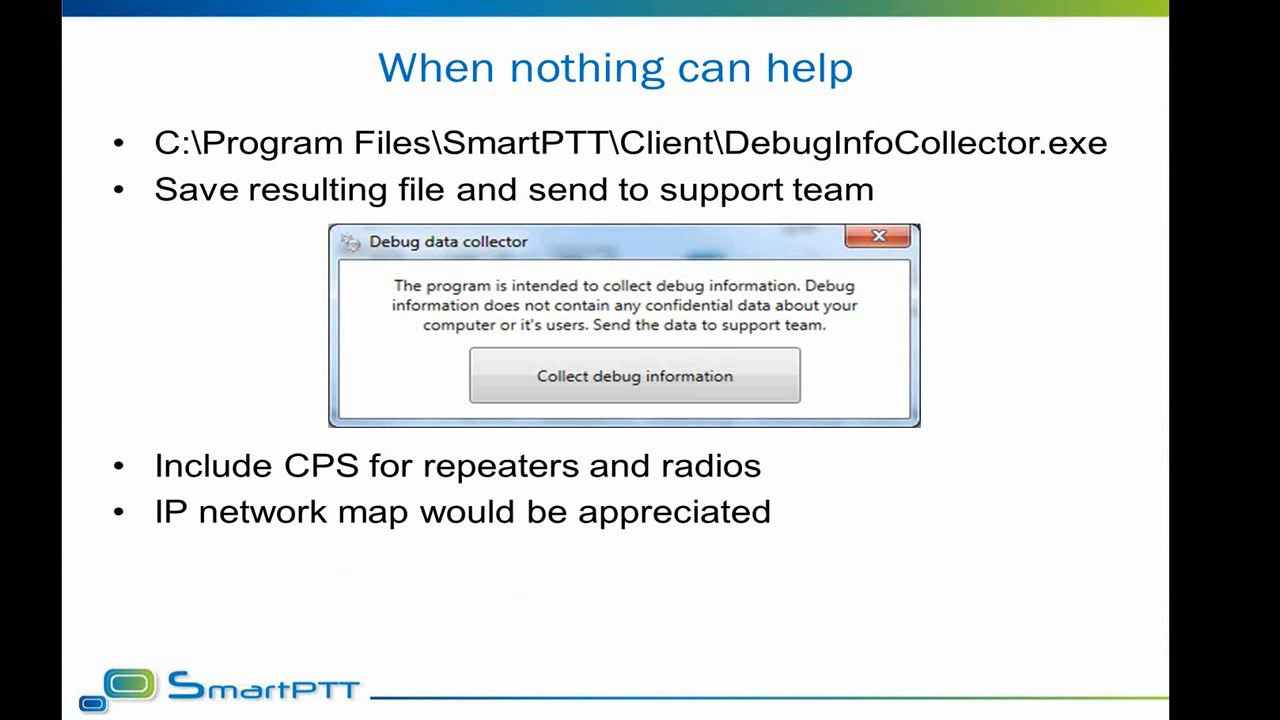 When nothing can help
• C:\Program Files\SmartPTT\Client\DebugInfoCollector.exe
• Save resulting file and send to support team
Debug data collector
The program is intended to collect debug information. Debug
information does not contain any confidential data about your
computer or it's users. Send the data to support team.
Collect debug information
• Include CPS for repeaters and radios
• IP network map would be appreciated
SmartPTT